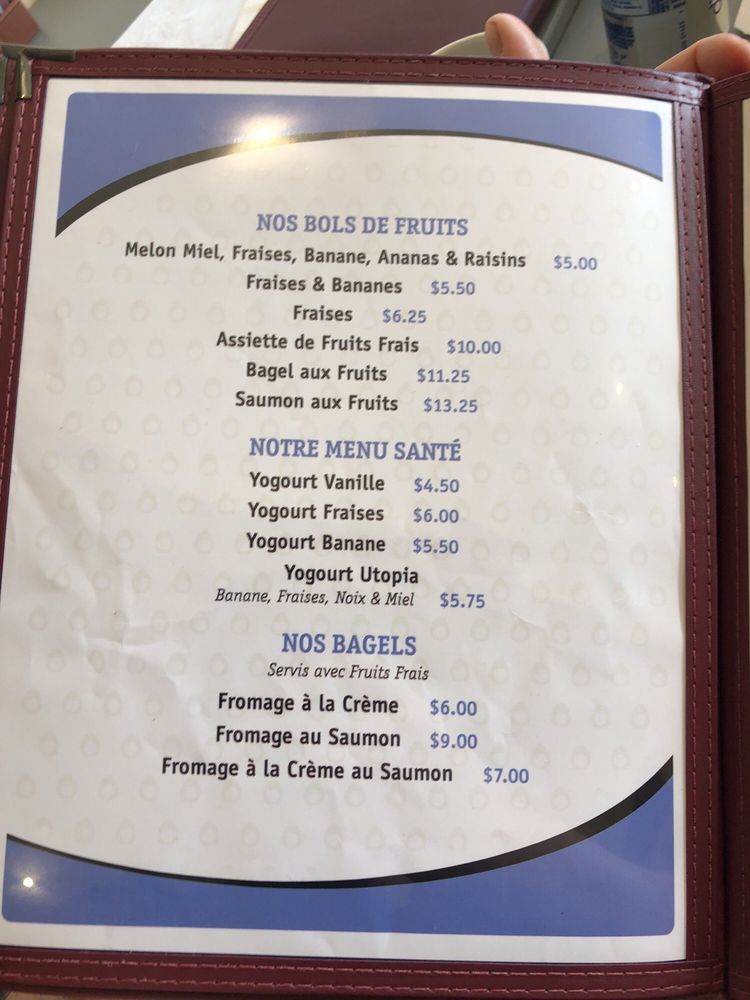 NOS BOLS DE FRUITS
Melon Miel, Fraises, Banane, Ananas & Raisins $5.00
Fraises & Bananes $5.50
Fraises $6.25
Assiette de Fruits Frais $10.00
Bagel aux Fruits $11.25
Saumon aux Fruits $13.25
NOTRE MENU SANTÉ
Yogourt Vanille $4.50
Yogourt Fraises $6.00
Yogourt Banane $5.50
Yogourt Utopia
Banane, Fraises, Noix & Miel $5.75
NOS BAGELS
Servis avec Fruits Frais
Fromage à la Crème $6.00
Fromage au Saumon $9.00
Fromage à la Crème au Saumon $7.00